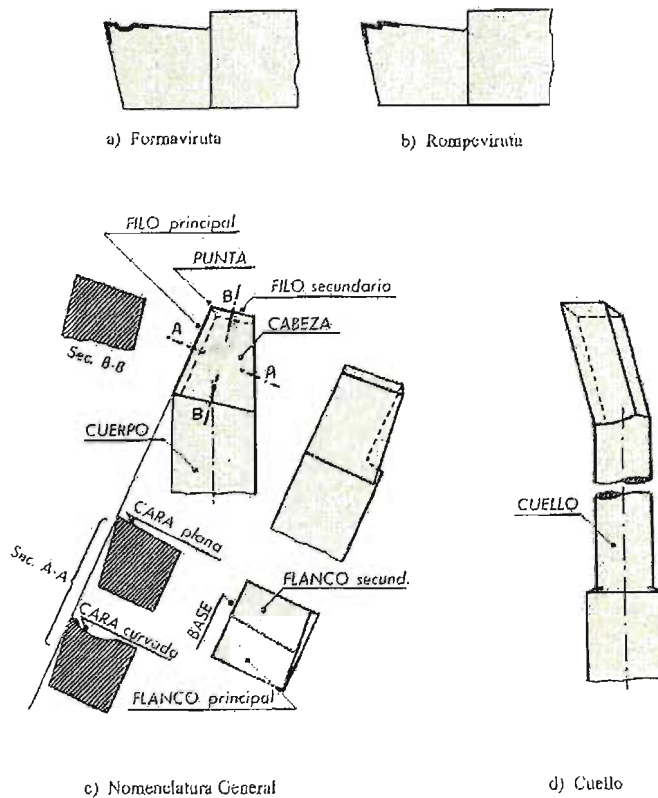 a) Formaviruta
b) Rompeviruta
FILO principal
PUNTA
B
FILO secundario
A
CABEZA
Sec. B-B
A
B
CUERPO
CARA plana
CUELLO
Sec. A-A
CARA curvada
FLANCO secund.
BASE
FLANCO principal
c) Nomenclatura General
d) Cuello